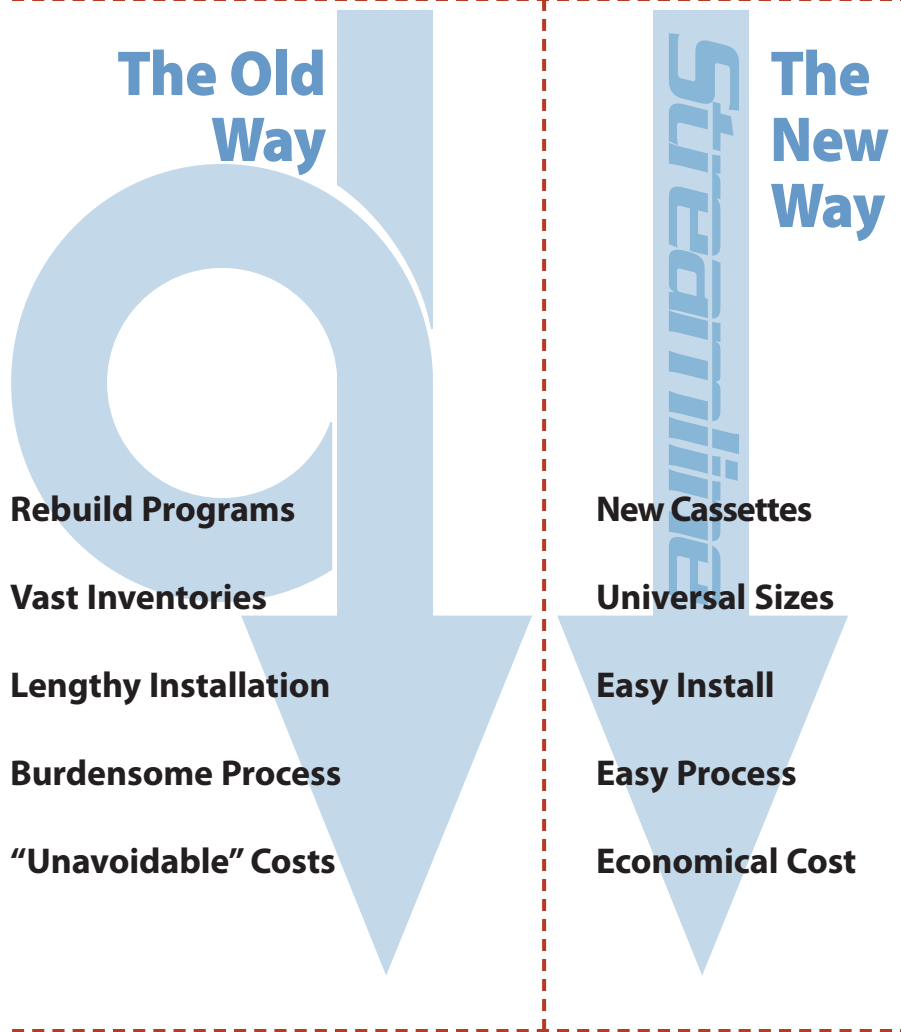 The Old
Way
Rebuild Programs
Vast Inventories
Lengthy Installation
Burdensome Process
“Unavoidable” Costs
Streamline
The
New
Way
New Cassettes
Universal Sizes
Easy Install
Easy Process
Economical Cost